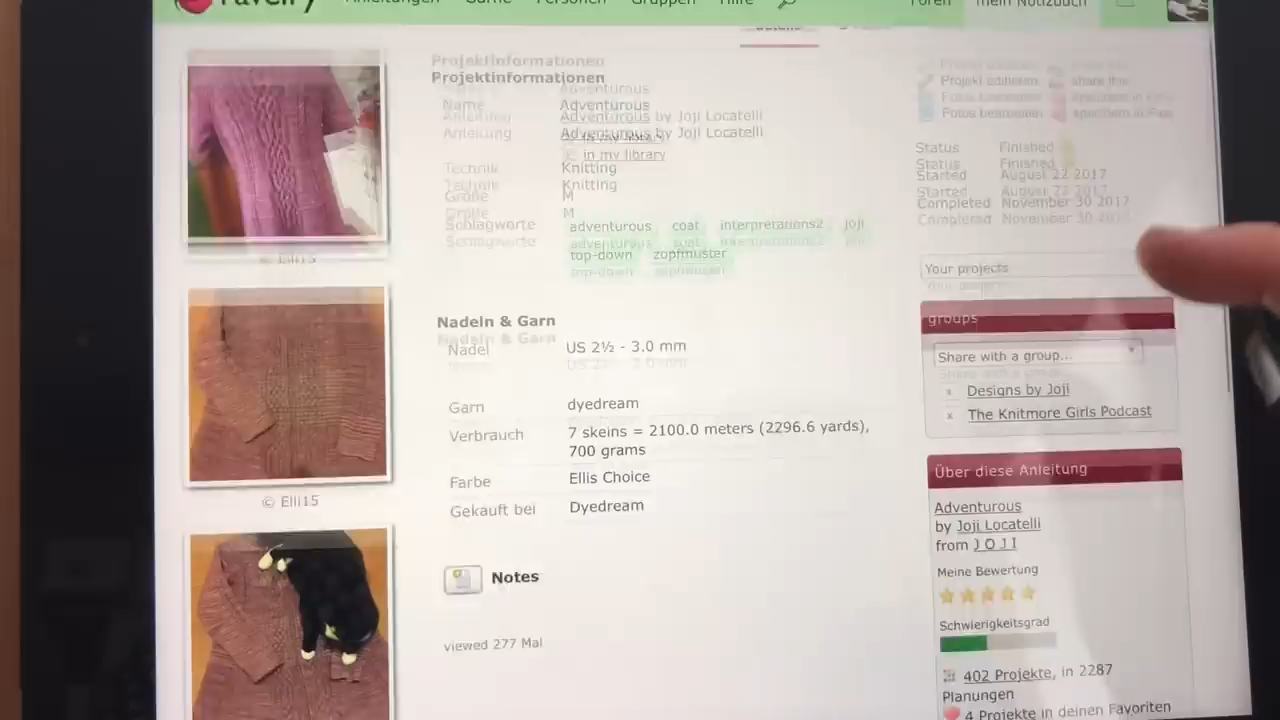 Ravelry Anleitungen Garne Personen Gruppen Hilfe Foren mein Notizbuch
Projektinformationen
Name Adventurous
Anleitung Adventurous by Joji Locatelli
in my library
Technik Knitting
Größe M
Schlagworte adventurous coat interpretations2 joji
top-down zopfmuster
Nadeln & Garn
Nadel US 2½ - 3.0 mm
Garn dyedream
Verbrauch 7 skeins = 2100.0 meters (2296.6 yards),
700 grams
Farbe Ellis Choice
Gekauft bei Dyedream
Notes
viewed 277 Mal
© Elli15
© Elli15
Projekt editieren share this
Fotos bearbeiten
Status Finished
Started August 22 2017
Completed November 30 2017
Your projects
groups
Share with a group...
x Designs by Joji
x The Knitmore Girls Podcast
Über diese Anleitung
Adventurous
by Joji Locatelli
from J O J I
Meine Bewertung
Schwierigkeitsgrad
402 Projekte, in 2287
Planungen
4 Projekte in deinen Favoriten